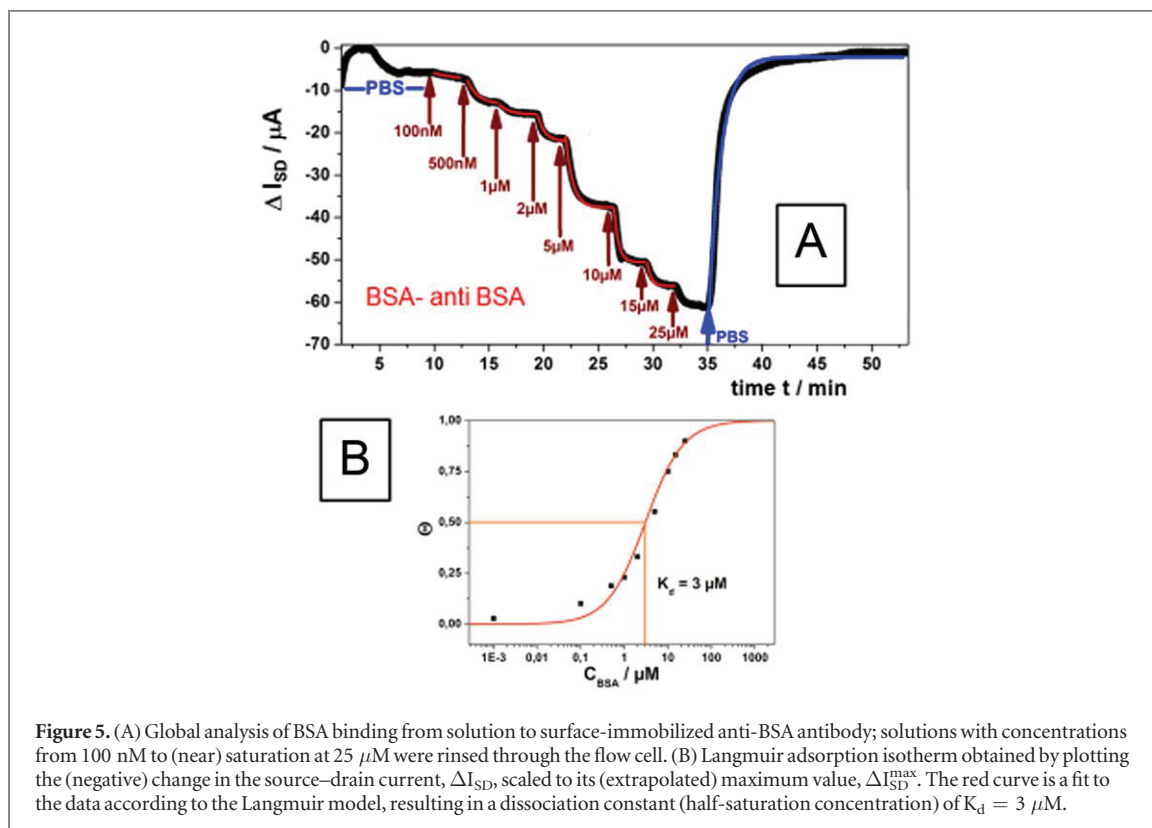 0
-10
-20
-30
-40
-50
-60
-70
Δ I_SD / µA
PBS
100nM
500nM
1µM
2µM
5µM
10µM
15µM
25µM
PBS
BSA- anti BSA
A
5 10 15 20 25 30 35 40 45 50
time t / min
B
1,00
0,75
0,50
0,25
0,00
Θ
K_d = 3 µM
1E-3 0,01 0,1 1 10 100 1000
C_BSA / µM
Figure 5. (A) Global analysis of BSA binding from solution to surface-immobilized anti-BSA antibody; solutions with concentrations
from 100 nM to (near) saturation at 25 μM were rinsed through the flow cell. (B) Langmuir adsorption isotherm obtained by plotting
the (negative) change in the source–drain current, ΔI_SD, scaled to its (extrapolated) maximum value, ΔI_SD^max. The red curve is a fit to
the data according to the Langmuir model, resulting in a dissociation constant (half-saturation concentration) of K_d = 3 μM.